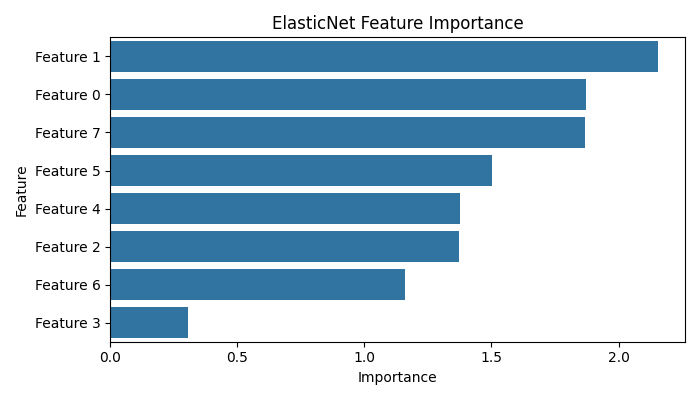 ElasticNet Feature Importance
Feature 1
Feature 0
Feature 7
Feature 5
Feature 4
Feature 2
Feature 6
Feature 3
Feature
0.0 0.5 1.0 1.5 2.0
Importance